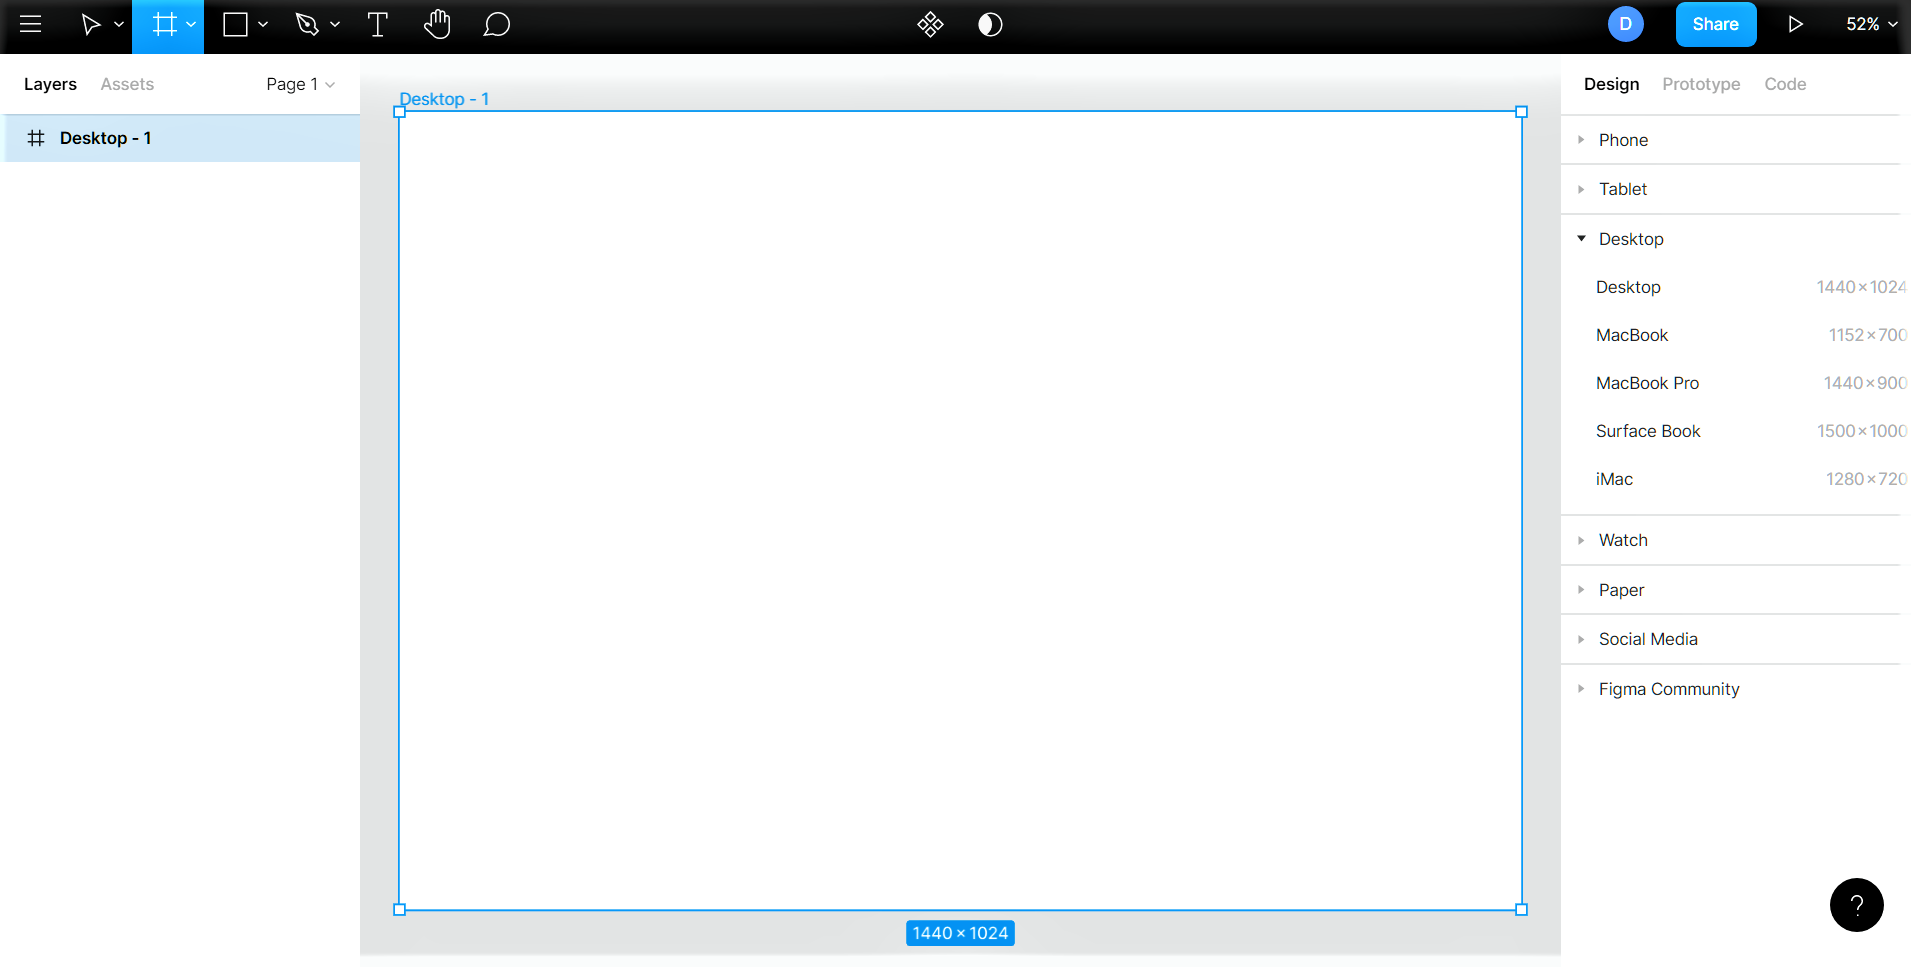 D
Share
52%
Layers
Assets
Page 1
Design
Prototype
Code
Desktop - 1
Desktop - 1
Phone
Tablet
Desktop
Desktop 1440×1024
MacBook 1152×700
MacBook Pro 1440×900
Surface Book 1500×1000
iMac 1280×720
Watch
Paper
Social Media
Figma Community
1440 × 1024
?